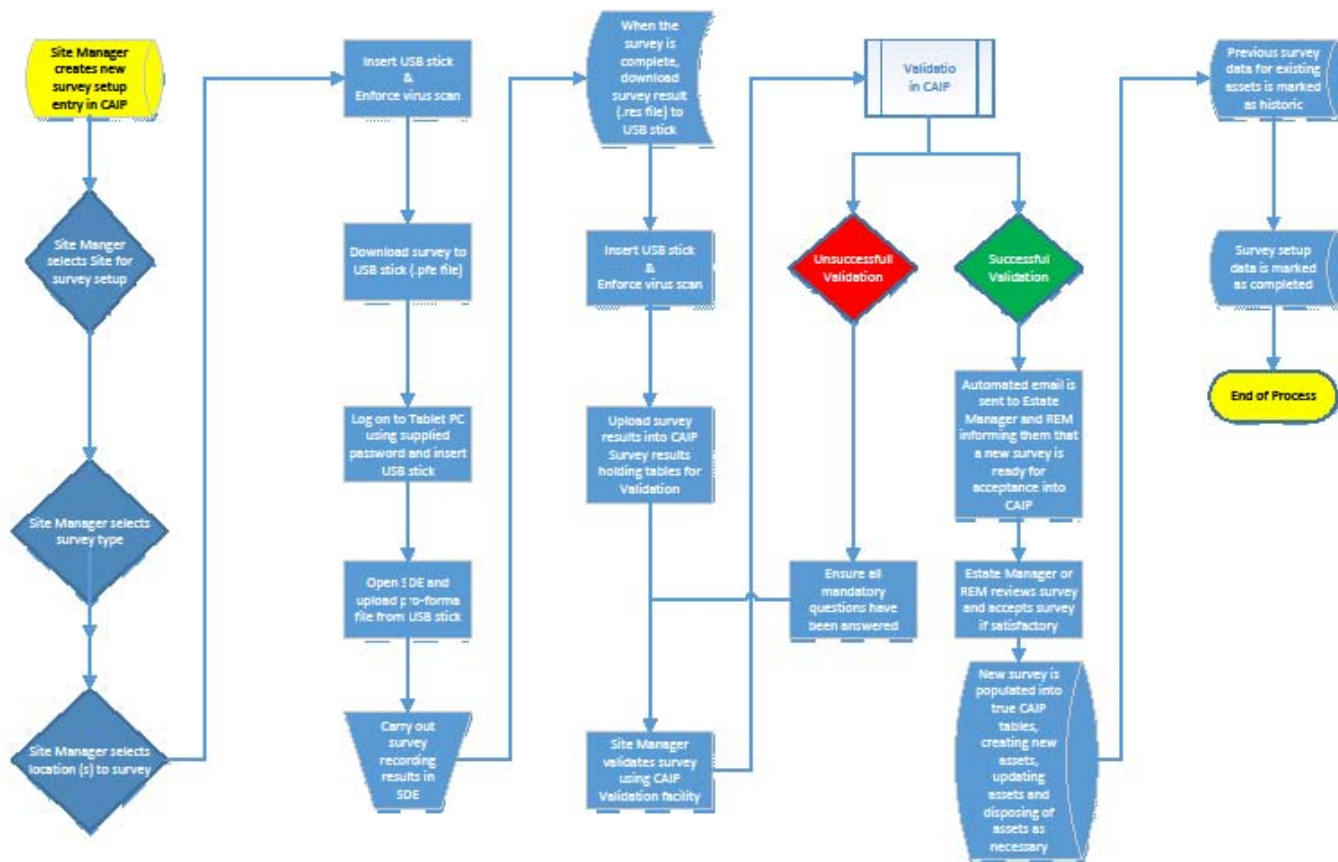 Site Manager
creates new
survey setup
entry in CAIP
Site Manger
selects Site for
survey setup
Site Manager selects
survey type
Site Manager selects
location (s) to survey
Insert USB stick
&
Enforce virus scan
Download survey to
USB stick (.pfe file)
Log on to Tablet PC
using supplied
password and insert
USB stick
Open SDE and
upload pro-forma
file from USB stick
Carry out
survey
recording
results in
SDE
When the
survey is
complete,
download
survey result
(.res file) to
USB stick
Insert USB stick
&
Enforce virus scan
Upload survey
results into CAIP
Survey results
holding tables for
Validation
Site Manager
validates survey
using CAIP
Validation facility
Validatio
in CAIP
Unsuccessful
Validation
Ensure all
mandatory
questions have
been answered
Successful
Validation
Automated email is
sent to Estate
Manager and REM
informing them that
a new survey is
ready for
acceptance into
CAIP
Estate Manager or
REM reviews survey
and accepts survey
if satisfactory
New survey is
populated into
true CAIP
tables,
creating new
assets,
updating
assets and
disposing of
assets as
necessary
Previous survey
data for existing
assets is marked
as historic
Survey setup
data is marked
as completed
End of Process